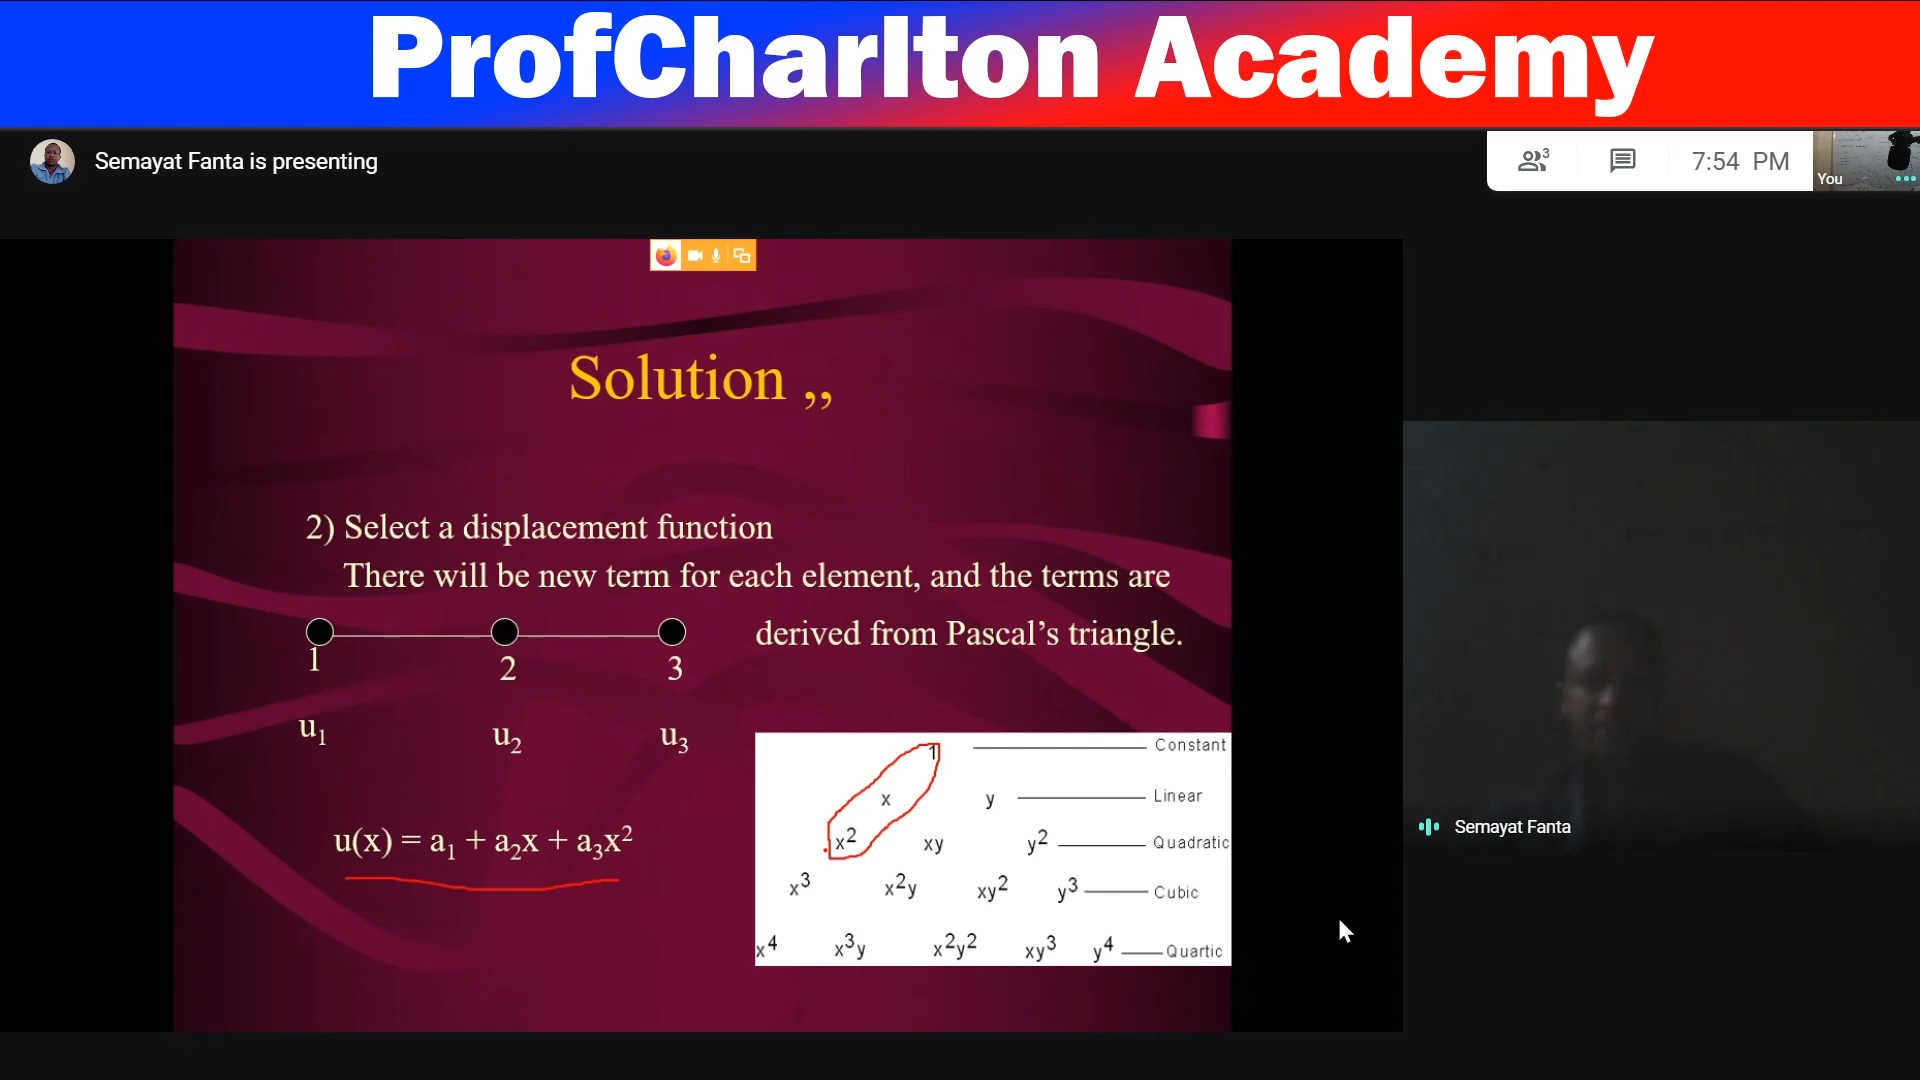 ProfCharlton Academy
Semayat Fanta is presenting
3
7:54 PM
You
Solution ,,
2) Select a displacement function
There will be new term for each element, and the terms are
derived from Pascal’s triangle.
1 2 3
u₁ u₂ u₃
u(x) = a₁ + a₂x + a₃x²
1 Constant
x y Linear
x² xy y² Quadratic
x³ x²y xy² y³ Cubic
x⁴ x³y x²y² xy³ y⁴ Quartic
Semayat Fanta